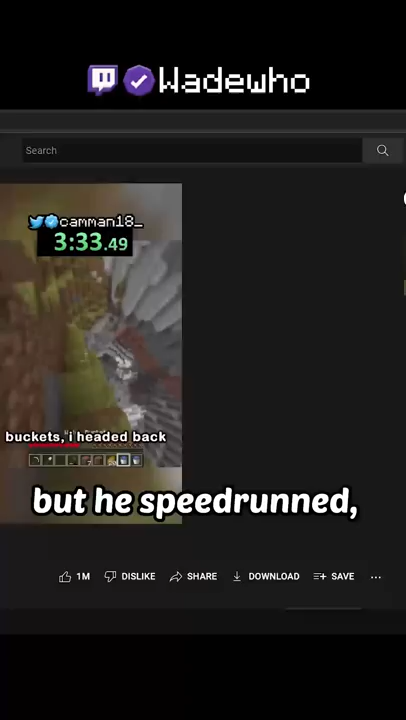 Wadewho
Search
camman18_
3:33.49
buckets, i headed back
but he speedrunned,
1M DISLIKE SHARE DOWNLOAD SAVE ...